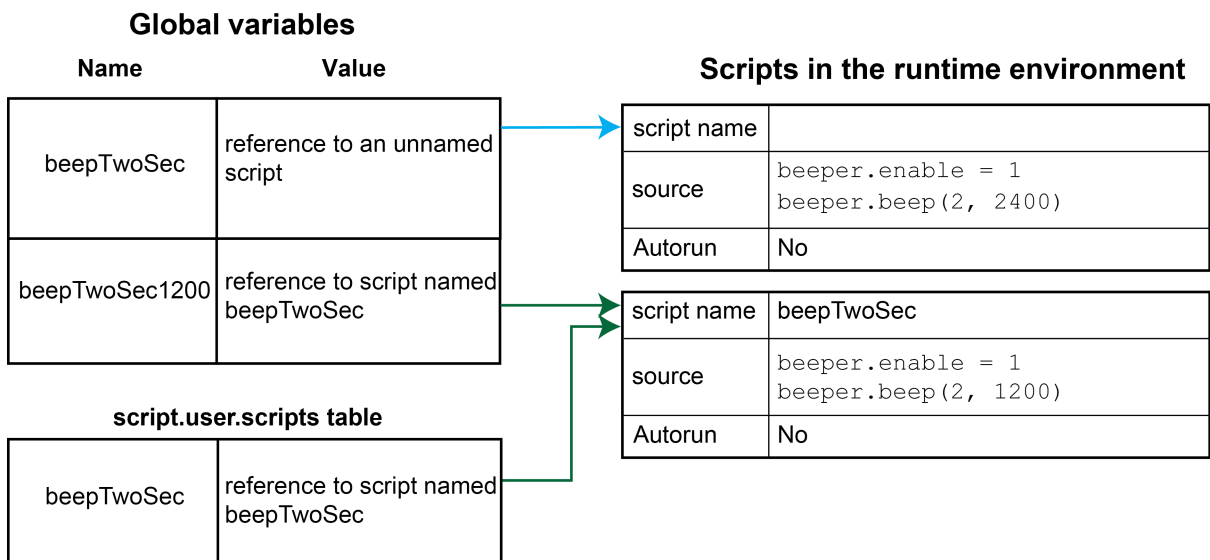 Global variables
Name Value
beepTwoSec
reference to an unnamed
script
beepTwoSec1200
reference to script named
beepTwoSec
script.user.scripts table
beepTwoSec
reference to script named
beepTwoSec
Scripts in the runtime environment
script name
source
beeper.enable = 1
beeper.beep(2, 2400)
Autorun No
script name beepTwoSec
source
beeper.enable = 1
beeper.beep(2, 1200)
Autorun No